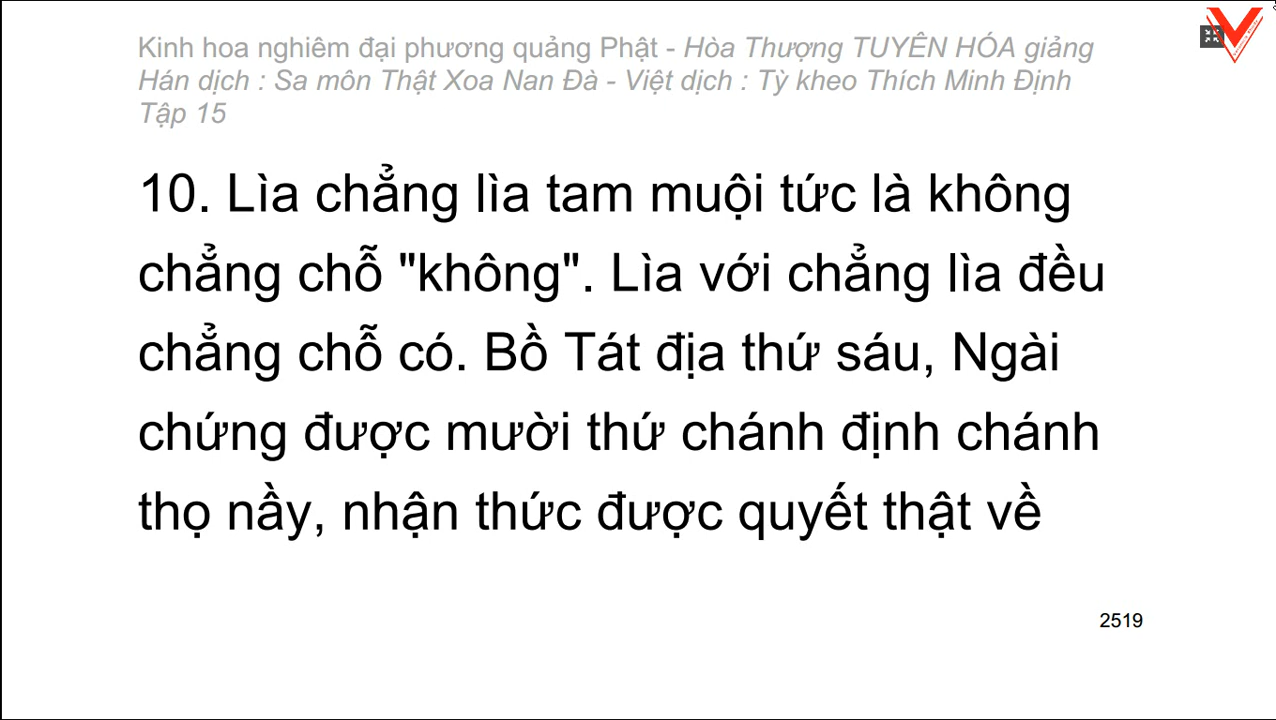 Kinh hoa nghiêm đại phương quảng Phật - Hòa Thượng TUYÊN HÓA giảng
Hán dịch : Sa môn Thật Xoa Nan Đà - Việt dịch : Tỳ kheo Thích Minh Định
Tập 15
10. Lìa chẳng lìa tam muội tức là không
chẳng chỗ "không". Lìa với chẳng lìa đều
chẳng chỗ có. Bồ Tát địa thứ sáu, Ngài
chứng được mười thứ chánh định chánh
thọ nầy, nhận thức được quyết thật về
2519